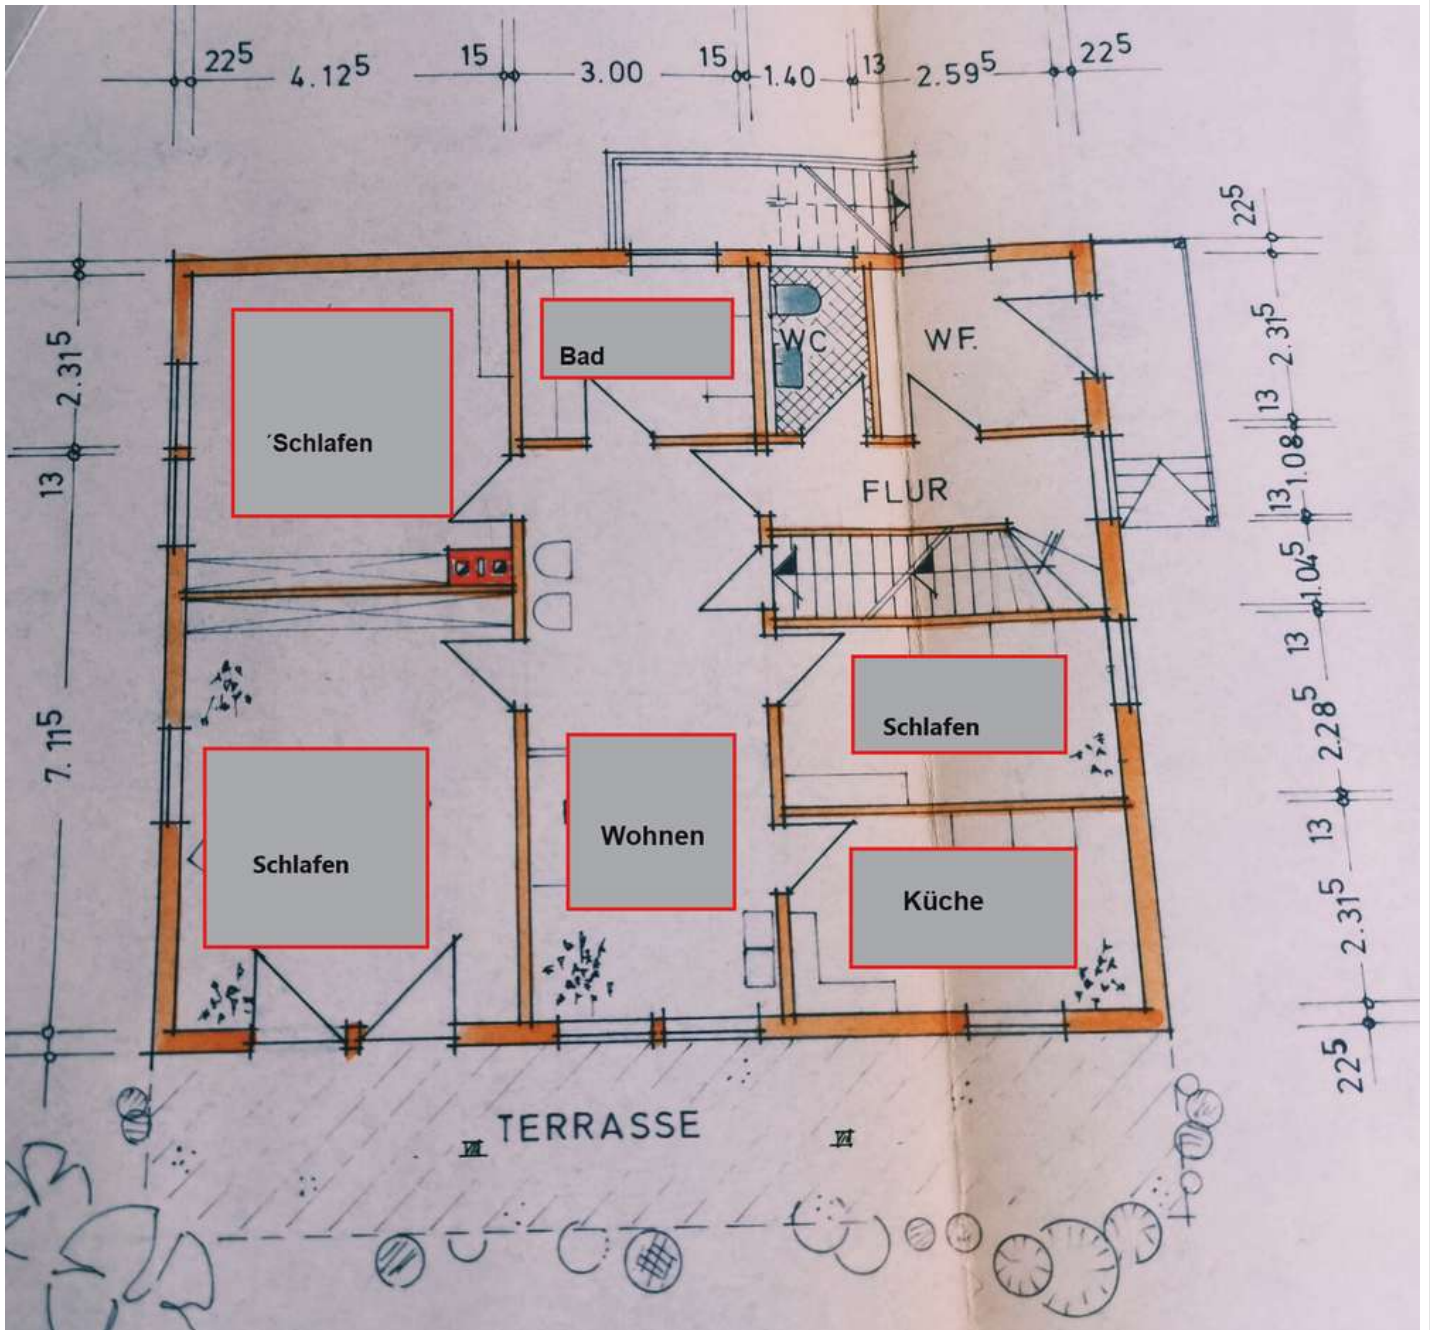 22⁵ 4.12⁵ 15 3.00 15 1.40 13 2.59⁵ 22⁵
22⁵
2.31⁵
13
7.11⁵
´Schlafen
Bad
WC
WF.
FLUR
Schlafen
Wohnen
Schlafen
Küche
2.31⁵
13
1.08
13
1.04⁵
13
2.28⁵
13
2.31⁵
22⁵
TERRASSE